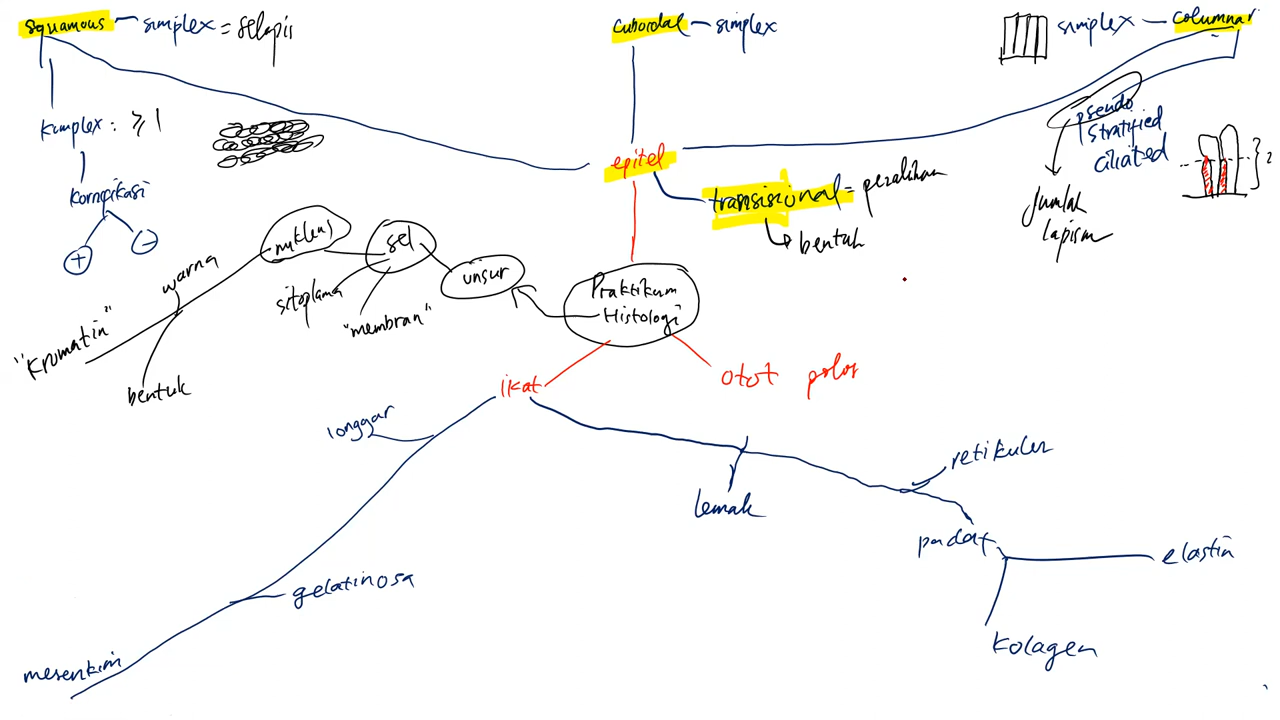 squamous simplex = selapis
cuboidal simplex
simplex columnar
Komplex : ≥ 1
pseudo
stratified
ciliated
2
epitel
transisional = peralihan
bentuk
Jumlah
lapisan
Kornifikasi
+ -
nukleus
sel
unsur
warna
sitoplasma
"membran"
"Kromatin"
bentuk
Praktikum
Histologi
ikat
otot polos
longgar
lemak
retikuler
padat
elastin
gelatinosa
kolagen
mesenkim